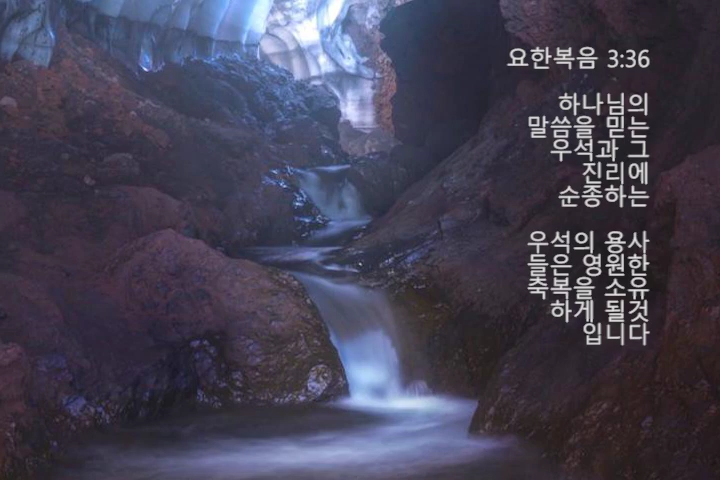 요한복음 3:36
하나님의
말씀을 믿는
우석과 그
진리에
순종하는
우석의 용사
들은 영원한
축복을 소유
하게 될것
입니다